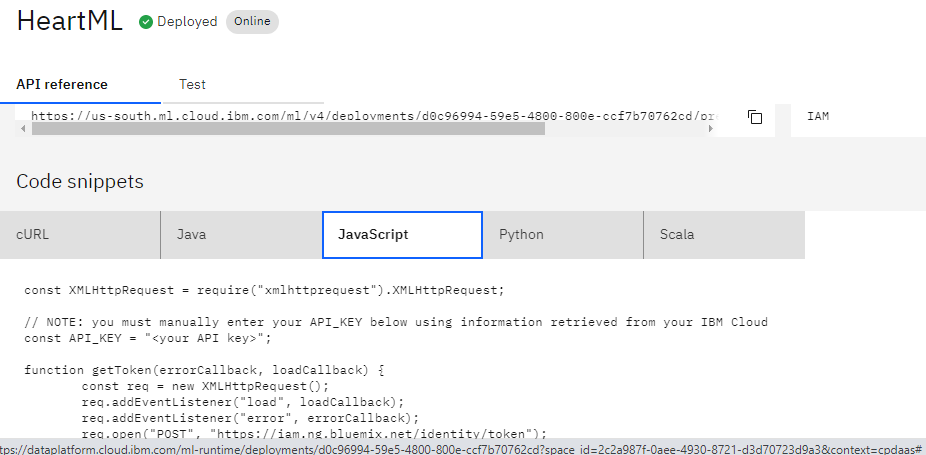 HeartML Deployed Online
API reference Test
https://us-south.ml.cloud.ibm.com/ml/v4/deployments/d0c96994-59e5-4800-800e-ccf7b70762cd/pr
IAM
Code snippets
cURL Java JavaScript Python Scala
const XMLHttpRequest = require("xmlhttprequest").XMLHttpRequest;
// NOTE: you must manually enter your API_KEY below using information retrieved from your IBM Cloud
const API_KEY = "<your API key>";
function getToken(errorCallback, loadCallback) {
const req = new XMLHttpRequest();
req.addEventListener("load", loadCallback);
req.addEventListener("error", errorCallback);
req.open("POST", "https://iam.ng.bluemix.net/identity/token");
tps://dataplatform.cloud.ibm.com/ml-runtime/deployments/d0c96994-59e5-4800-800e-ccf7b70762cd?space_id=2c2a987f-0aee-4930-8721-d3d70723d9a3&context=cpdaas#